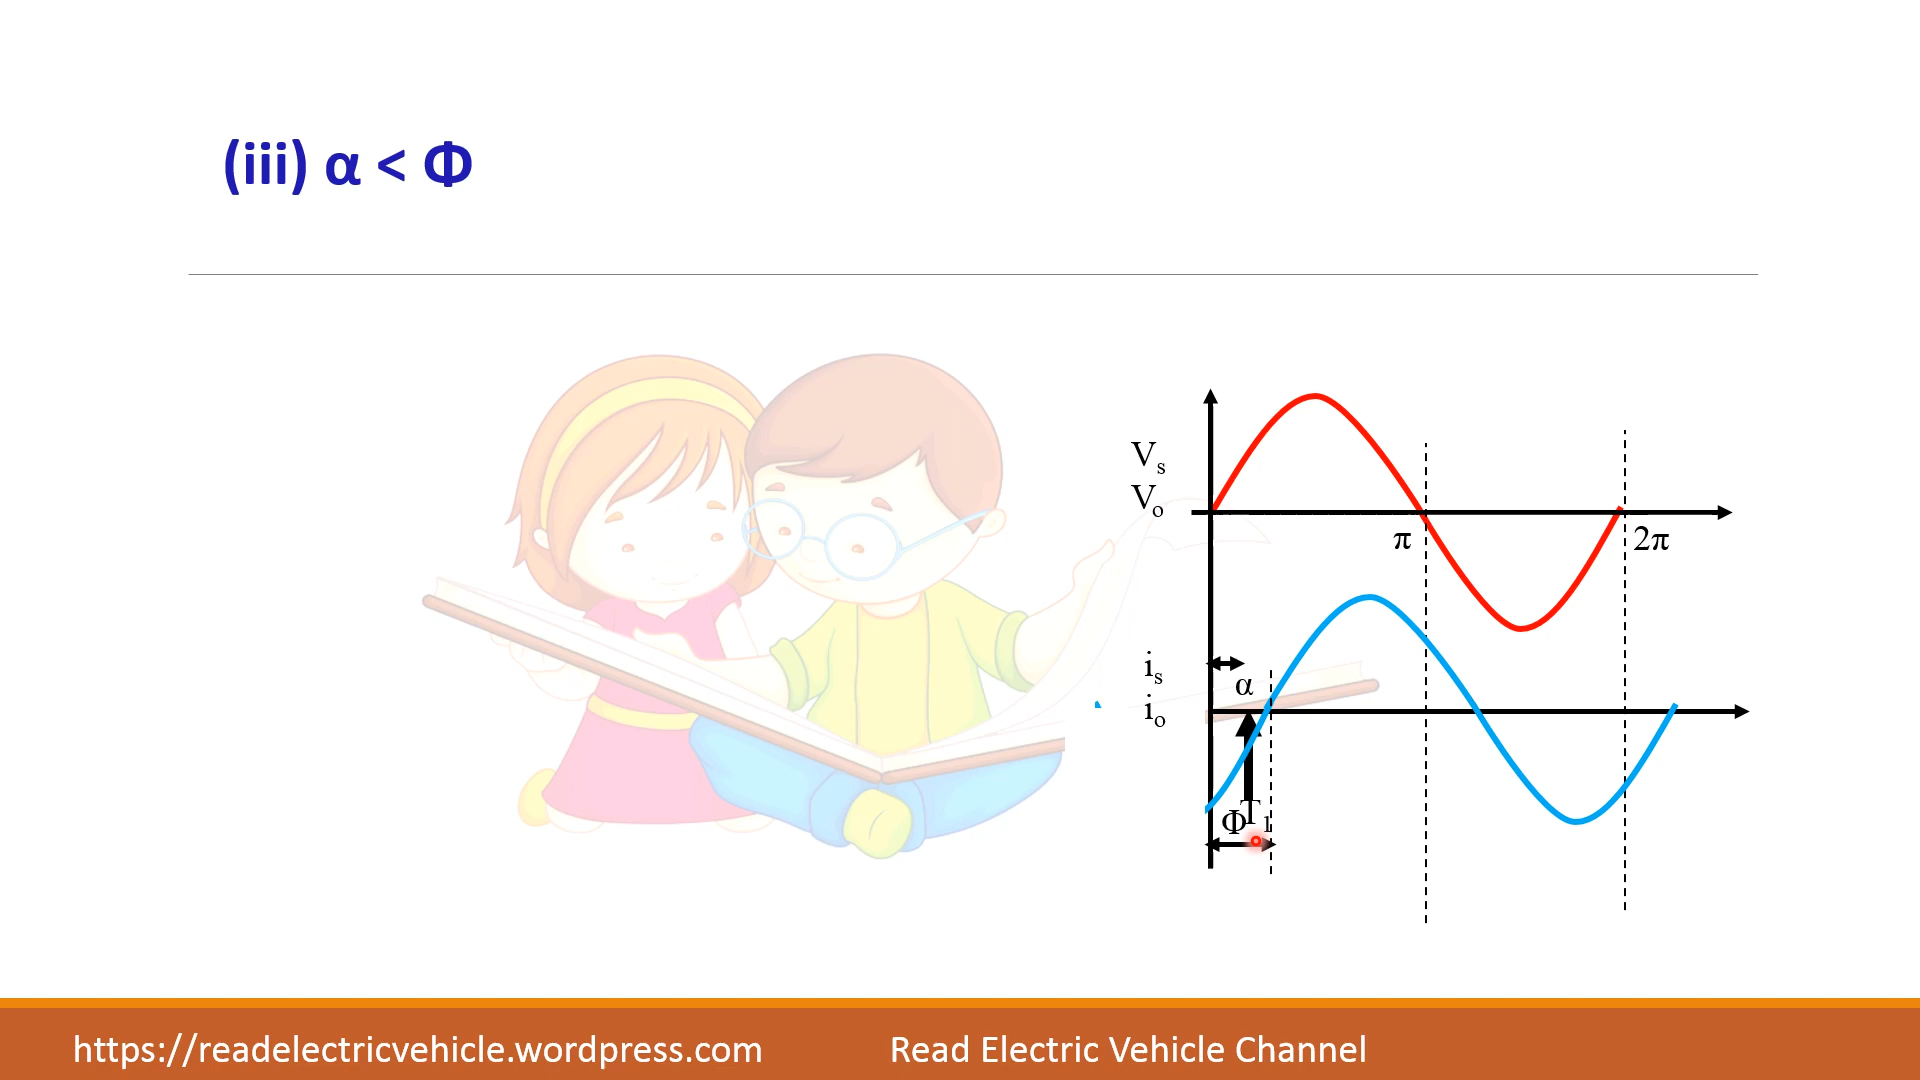 (iii) α < Φ
Vs
Vo
π
2π
is
α
io
T1
Φ
https://readelectricvehicle.wordpress.com
Read Electric Vehicle Channel